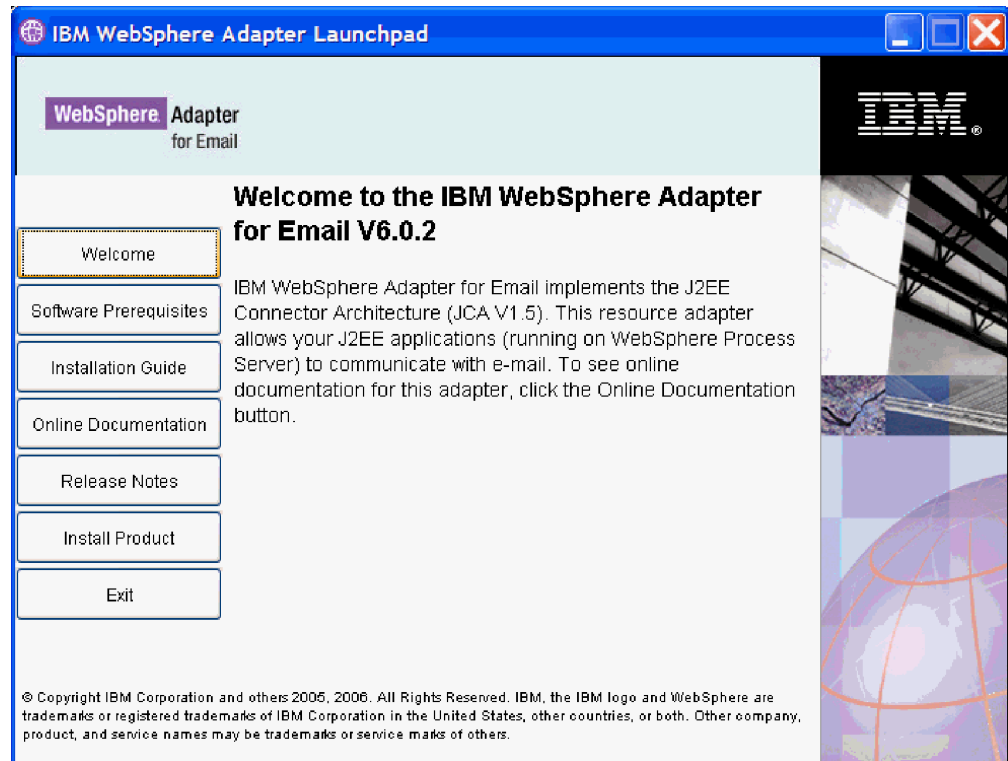 IBM WebSphere Adapter Launchpad
WebSphere. Adapter
for Email
IBM®
Welcome to the IBM WebSphere Adapter
for Email V6.0.2
Welcome
Software Prerequisites
Installation Guide
Online Documentation
Release Notes
Install Product
Exit
IBM WebSphere Adapter for Email implements the J2EE
Connector Architecture (JCA V1.5). This resource adapter
allows your J2EE applications (running on WebSphere Process
Server) to communicate with e-mail. To see online
documentation for this adapter, click the Online Documentation
button.
© Copyright IBM Corporation and others 2005, 2006. All Rights Reserved. IBM, the IBM logo and WebSphere are
trademarks or registered trademarks of IBM Corporation in the United States, other countries, or both. Other company,
product, and service names may be trademarks or service marks of others.